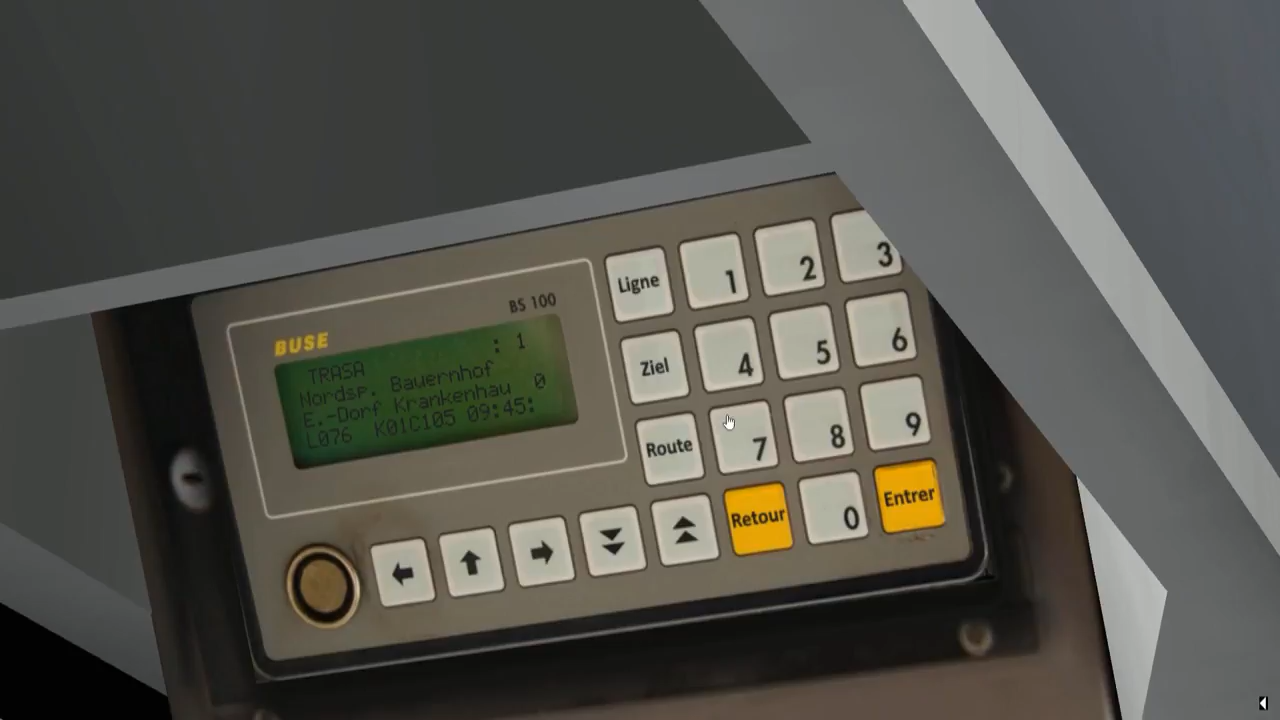 BS 100
BUSE
TRASA : 1
Nordsp. Bauernhof
E.-Dorf Krankenhau 0
L076 K01C105 09:45:
Ligne 1 2 3
Ziel 4 5 6
Route 7 8 9
Retour 0 Entrer